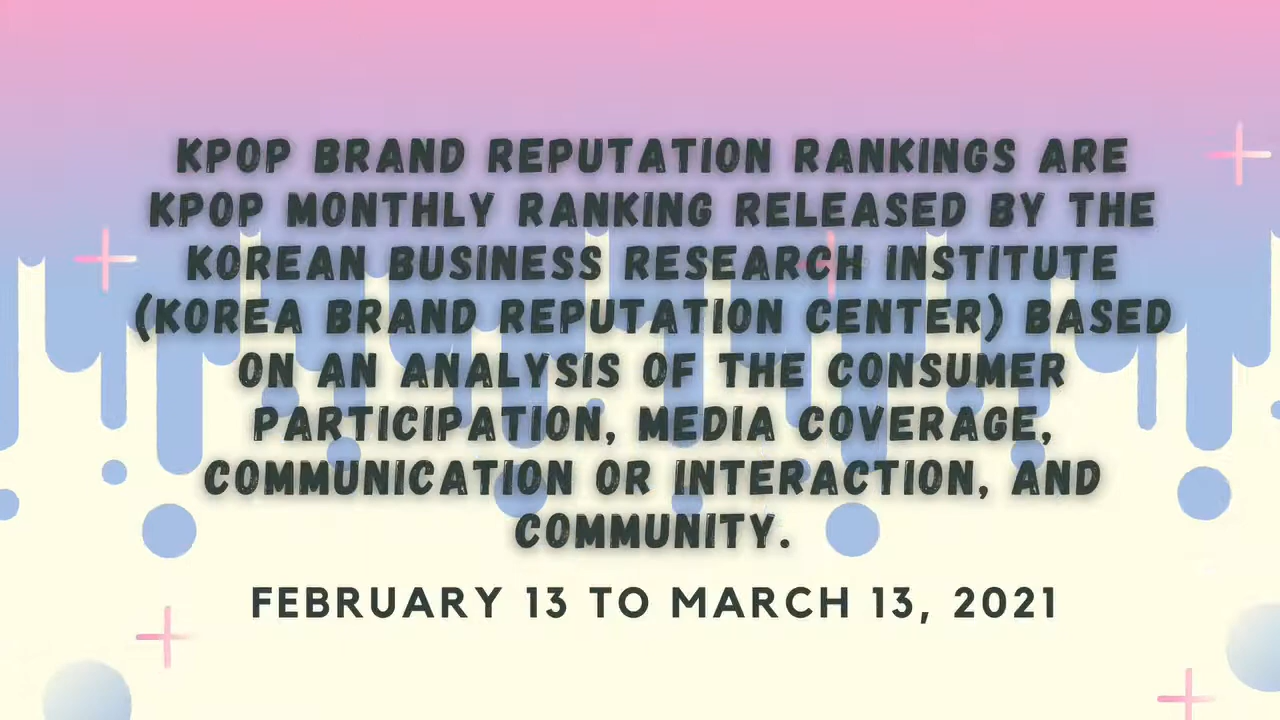 KPOP BRAND REPUTATION RANKINGS ARE
KPOP MONTHLY RANKING RELEASED BY THE
KOREAN BUSINESS RESEARCH INSTITUTE
(KOREA BRAND REPUTATION CENTER) BASED
ON AN ANALYSIS OF THE CONSUMER
PARTICIPATION, MEDIA COVERAGE,
COMMUNICATION OR INTERACTION, AND
COMMUNITY.
FEBRUARY 13 TO MARCH 13, 2021